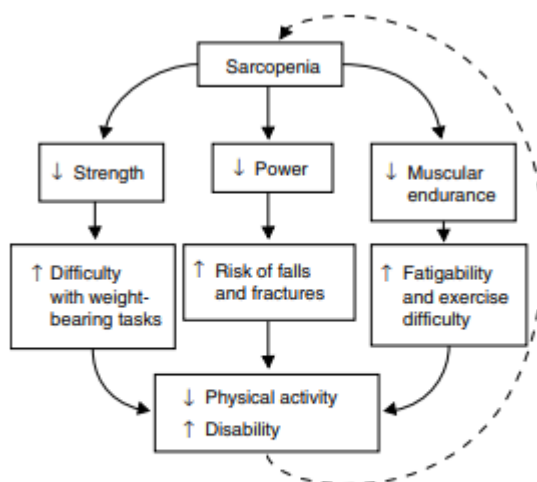 Sarcopenia
↓ Strength
↓ Power
↓ Muscular
endurance
↑ Difficulty
with weight-
bearing tasks
↑ Risk of falls
and fractures
↑ Fatigability
and exercise
difficulty
↓ Physical activity
↑ Disability